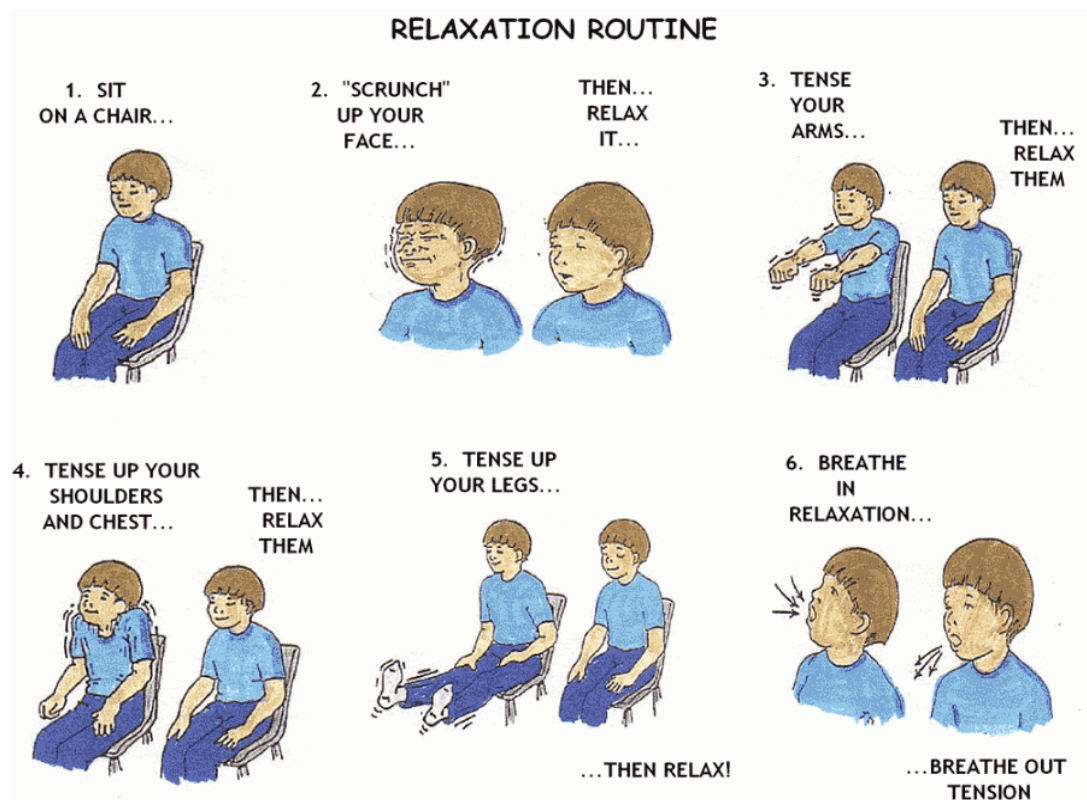 RELAXATION ROUTINE
1. SIT
ON A CHAIR...
2. "SCRUNCH"
UP YOUR
FACE...
THEN...
RELAX
IT...
3. TENSE
YOUR
ARMS...
THEN...
RELAX
THEM
4. TENSE UP YOUR
SHOULDERS
AND CHEST...
THEN...
RELAX
THEM
5. TENSE UP
YOUR LEGS...
...THEN RELAX!
6. BREATHE
IN
RELAXATION...
...BREATHE OUT
TENSION